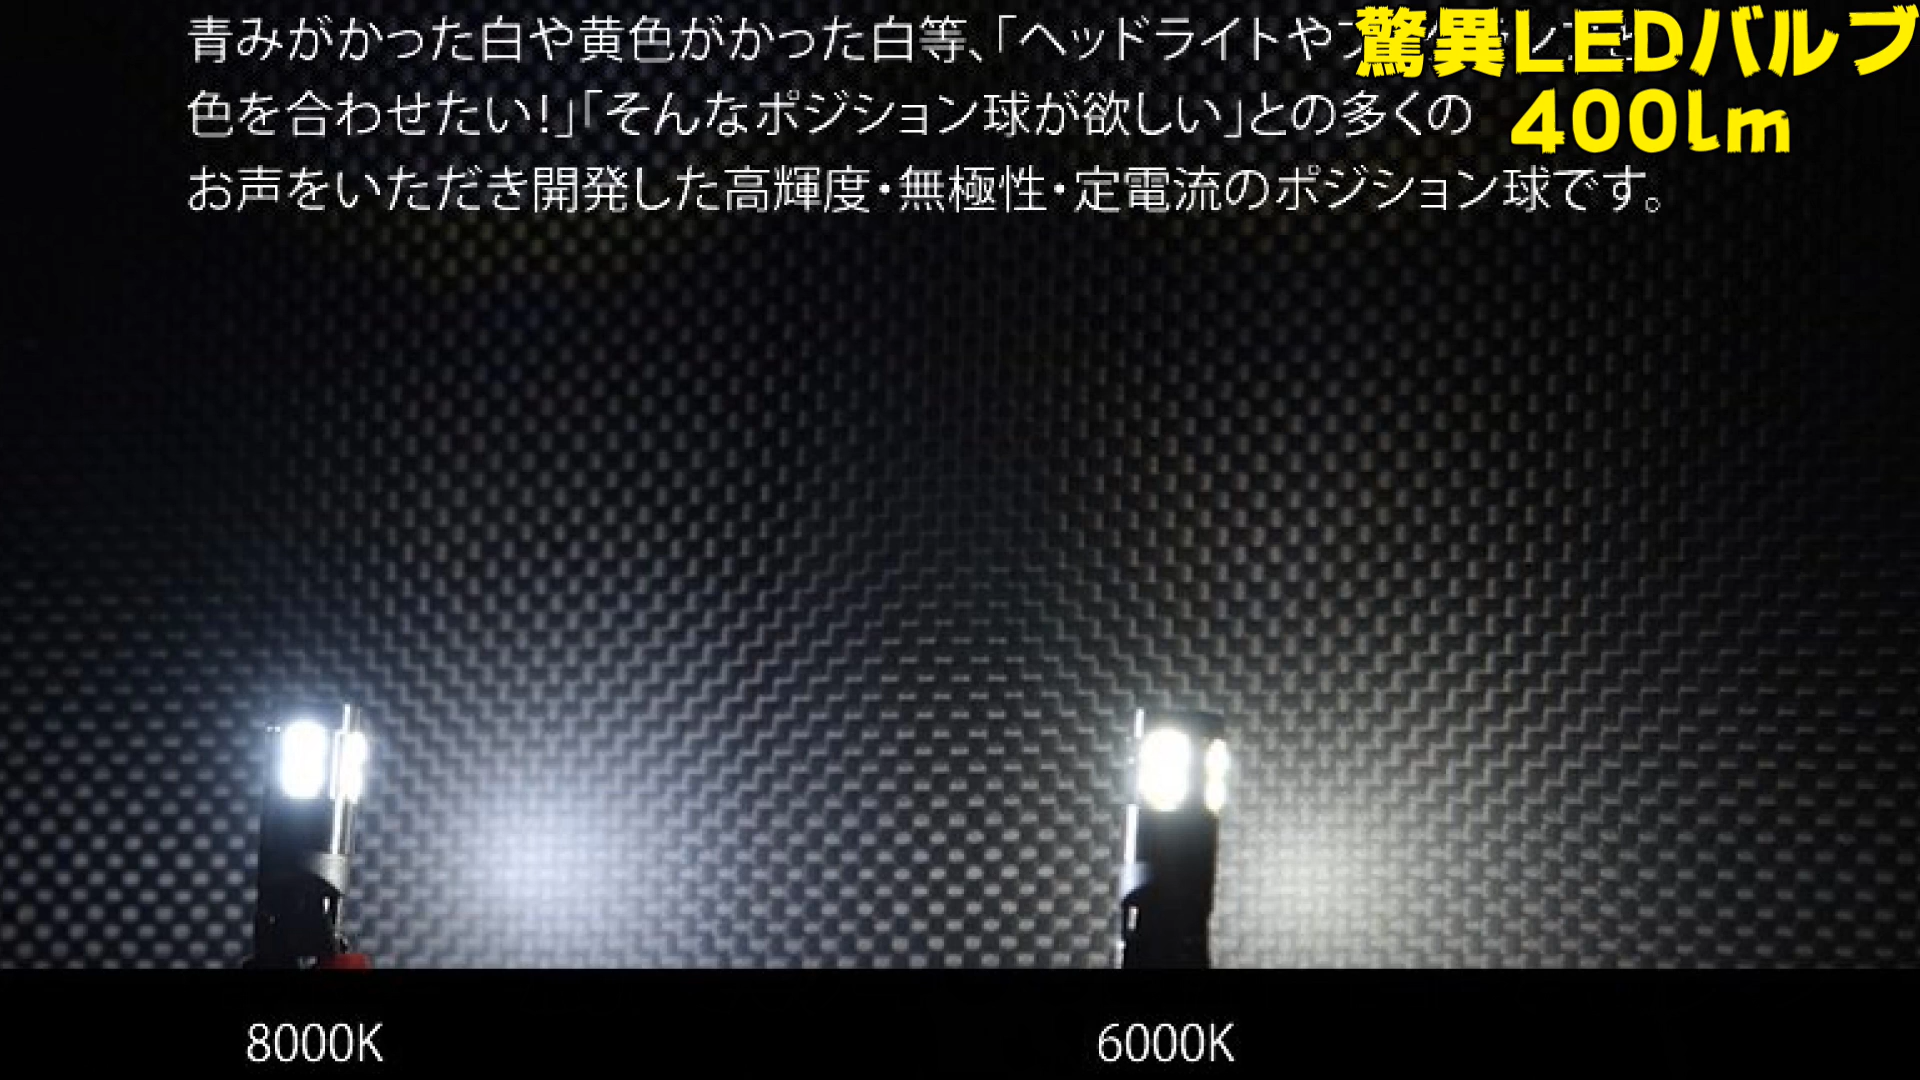 青みがかった白や黄色がかった白等、「ヘッドライトや
驚異LEDバルブ
色を合わせたい!」「そんなポジション球が欲しい」との多くの
400lm
お声をいただき開発した高輝度・無極性・定電流のポジション球です。
8000K
6000K